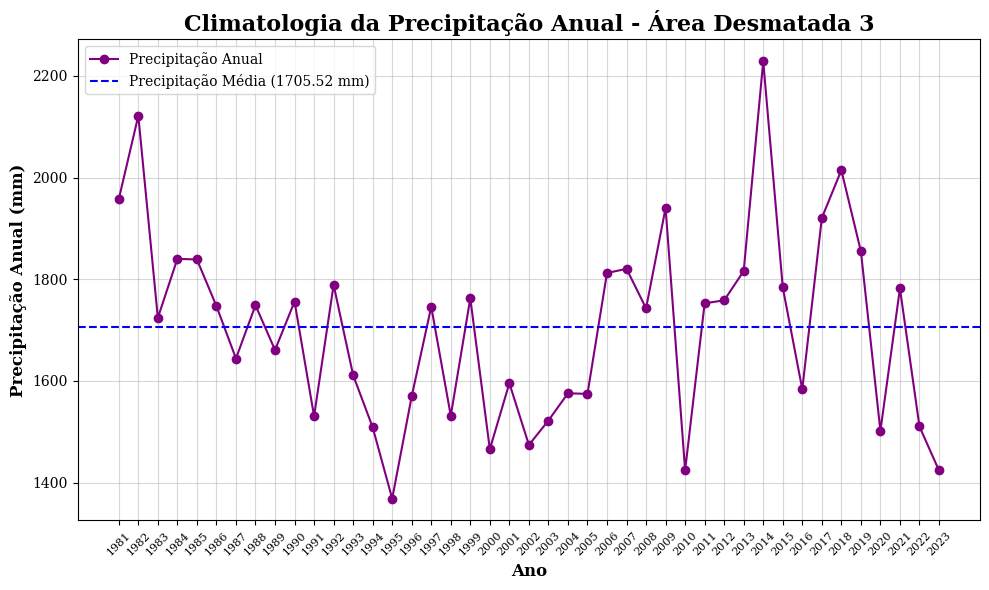 Climatologia da Precipitação Anual - Área Desmatada 3
Precipitação Anual
Precipitação Média (1705.52 mm)
Precipitação Anual (mm)
2200
2000
1800
1600
1400
1981 1982 1983 1984 1985 1986 1987 1988 1989 1990 1991 1992 1993 1994 1995 1996 1997 1998 1999 2000 2001 2002 2003 2004 2005 2006 2007 2008 2009 2010 2011 2012 2013 2014 2015 2016 2017 2018 2019 2020 2021 2022 2023
Ano